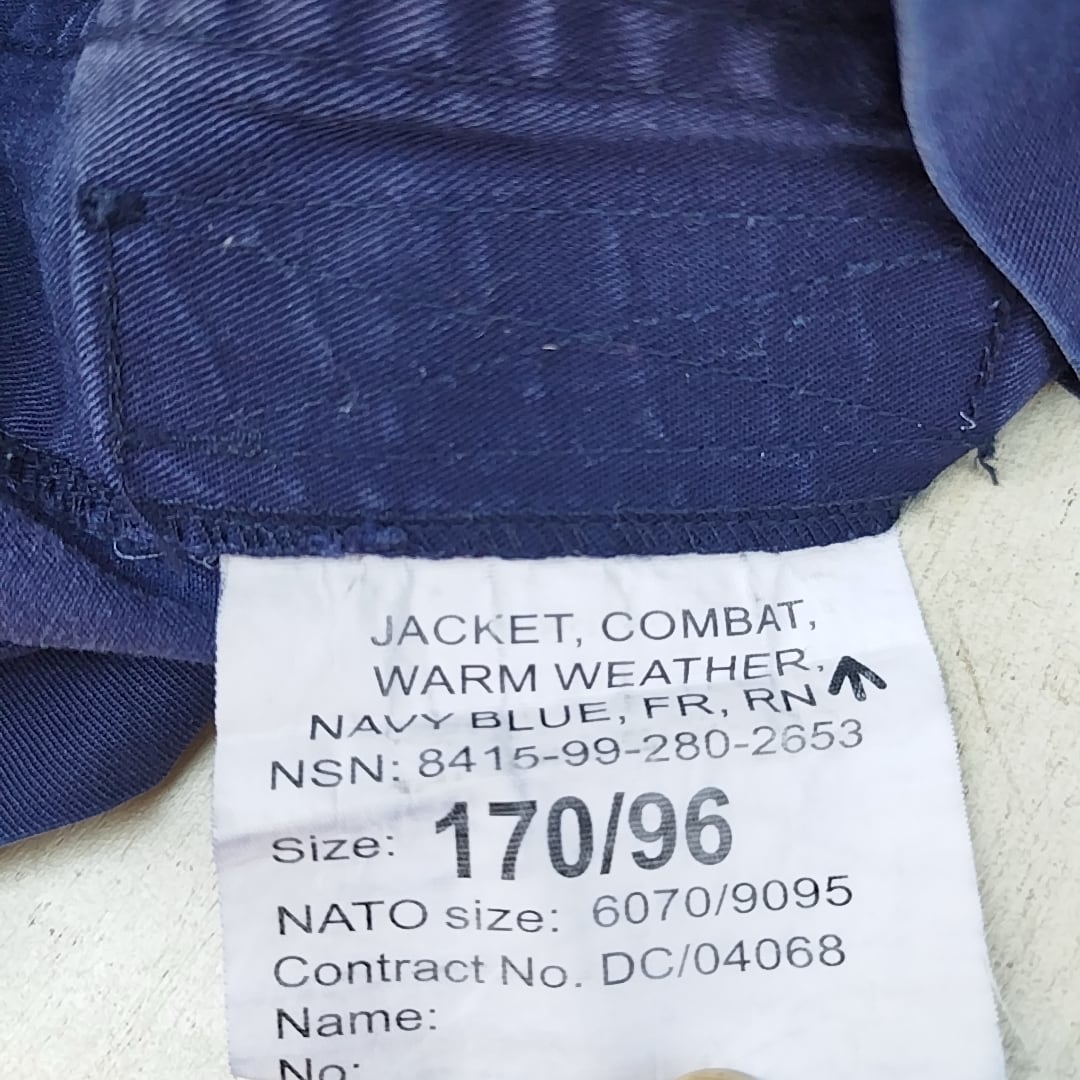 JACKET, COMBAT,
WARM WEATHER,
NAVY BLUE, FR, RN
NSN: 8415-99-280-2653
Size: 170/96
NATO size: 6070/9095
Contract No. DC/04068
Name:
No: